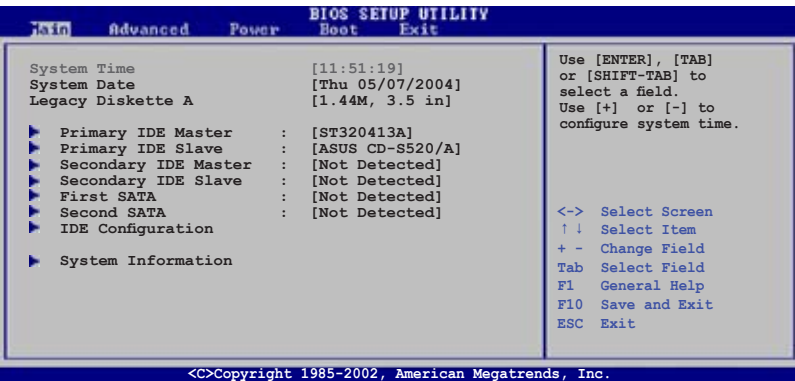 BIOS SETUP UTILITY
Main Advanced Power Boot Exit
System Time [11:51:19]
System Date [Thu 05/07/2004]
Legacy Diskette A [1.44M, 3.5 in]
Primary IDE Master : [ST320413A]
Primary IDE Slave : [ASUS CD-S520/A]
Secondary IDE Master : [Not Detected]
Secondary IDE Slave : [Not Detected]
First SATA : [Not Detected]
Second SATA : [Not Detected]
IDE Configuration
System Information
Use [ENTER], [TAB]
or [SHIFT-TAB] to
select a field.
Use [+] or [-] to
configure system time.
<-> Select Screen
↑↓ Select Item
+ - Change Field
Tab Select Field
F1 General Help
F10 Save and Exit
ESC Exit
<C>Copyright 1985-2002, American Megatrends, Inc.